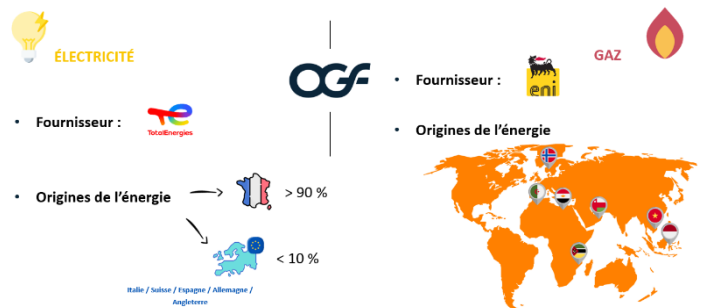 ÉLECTRICITÉ
Fournisseur :
TotalEnergies
Origines de l'énergie
> 90 %
< 10 %
Italie / Suisse / Espagne / Allemagne /
Angleterre
OGF
GAZ
Fournisseur :
eni
Origines de l'énergie